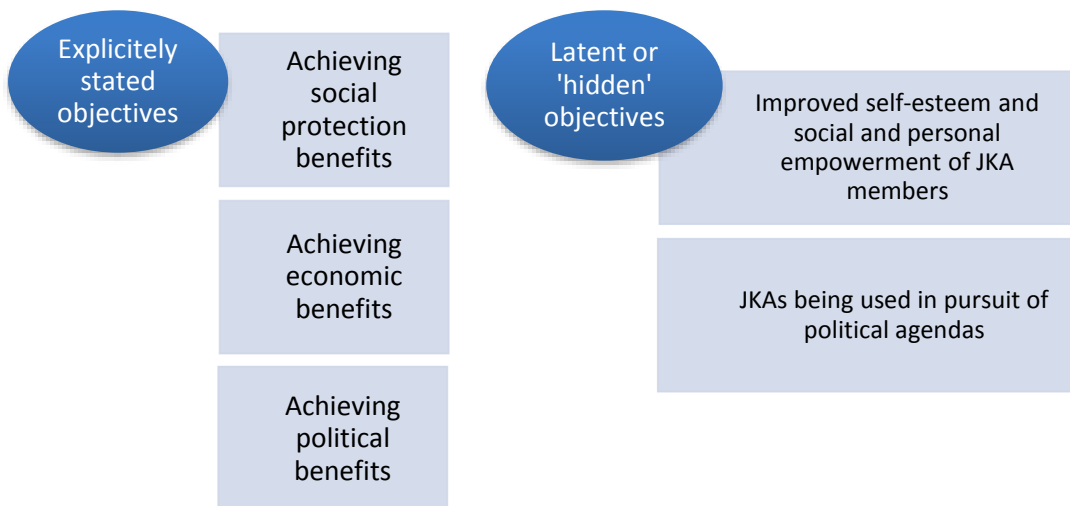 Explicitely
stated
objectives
Achieving
social
protection
benefits
Achieving
economic
benefits
Achieving
political
benefits
Latent or
'hidden'
objectives
Improved self-esteem and
social and personal
empowerment of JKA
members
JKAs being used in pursuit of
political agendas